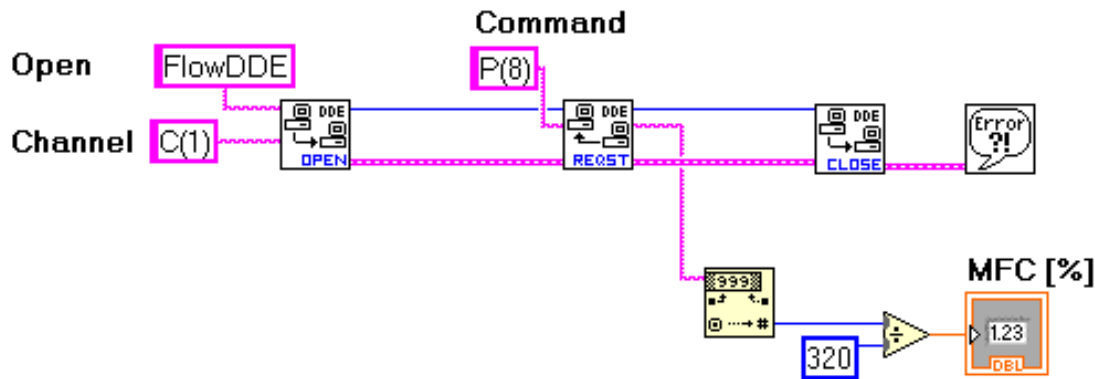 Command
Open FlowDDE P(8)
DDE OPEN DDE REQST DDE CLOSE Error ?!
Channel C(1)
999
#
MFC [%]
320 ÷ 1.23
DBL